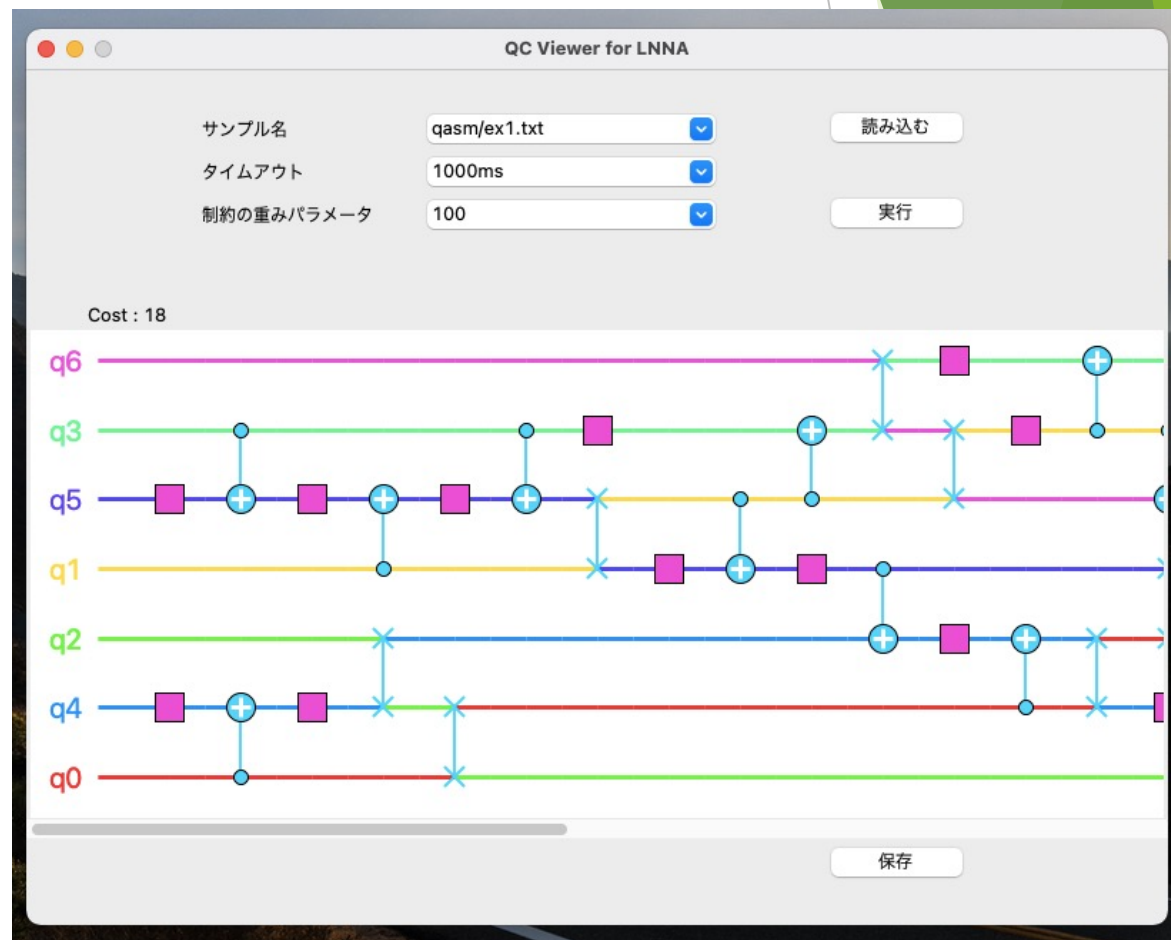 QC Viewer for LNNA
サンプル名 qasm/ex1.txt 読み込む
タイムアウト 1000ms
制約の重みパラメータ 100 実行
Cost : 18
q6
q3
q5
q1
q2
q4
q0
保存